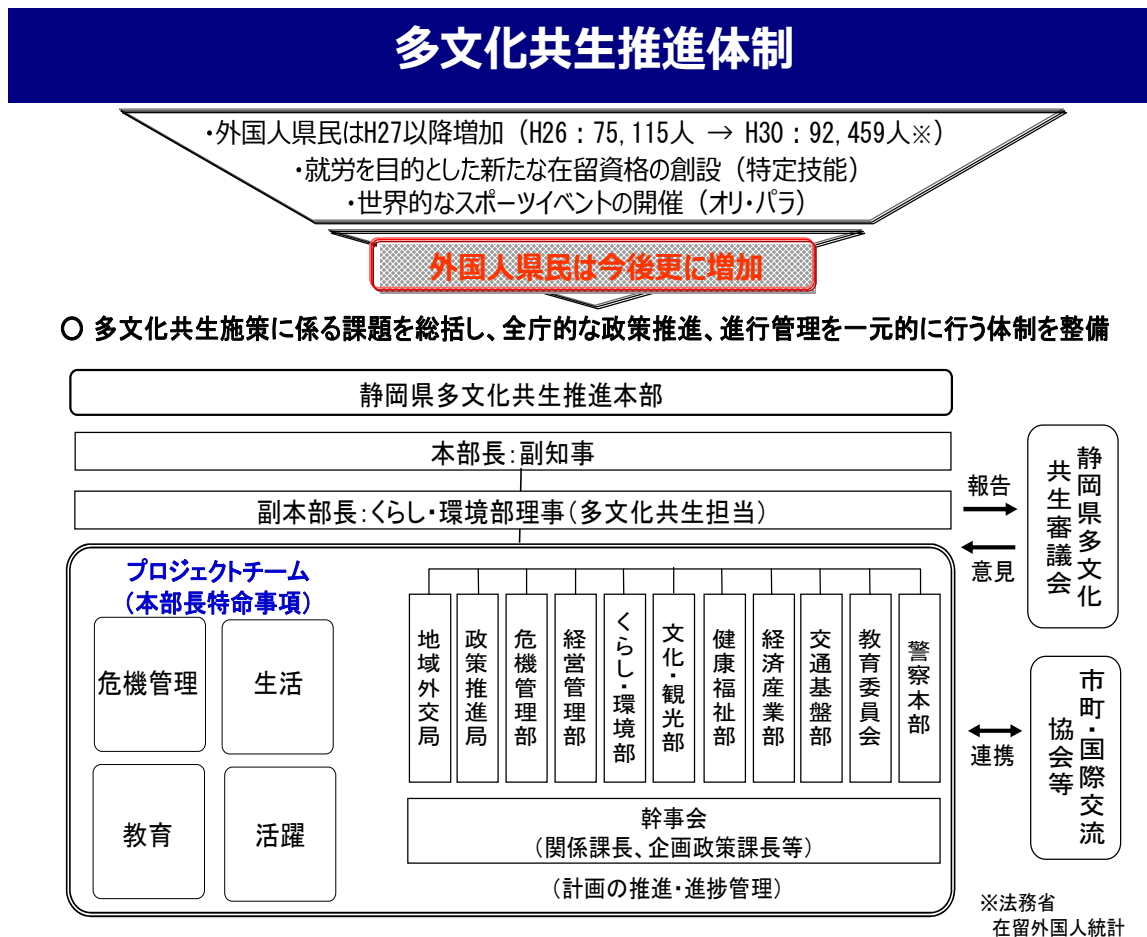 多文化共生推進体制
・外国人県民はH27以降増加（H26：75,115人 → H30：92,459人※）
・就労を目的とした新たな在留資格の創設（特定技能）
・世界的なスポーツイベントの開催（オリ・パラ）
外国人県民は今後更に増加
○ 多文化共生施策に係る課題を総括し、全庁的な政策推進、進行管理を一元的に行う体制を整備
静岡県多文化共生推進本部
本部長：副知事
副本部長：くらし・環境部理事（多文化共生担当）
プロジェクトチーム
（本部長特命事項）
危機管理
生活
教育
活躍
地域外交局
政策推進局
危機管理部
経営管理部
くらし・環境部
文化・観光部
健康福祉部
経済産業部
交通基盤部
教育委員会
警察本部
幹事会
（関係課長、企画政策課長等）
（計画の推進・進捗管理）
報告
意見
静岡県多文化
共生審議会
連携
市町・国際交流
協会等
※法務省
在留外国人統計